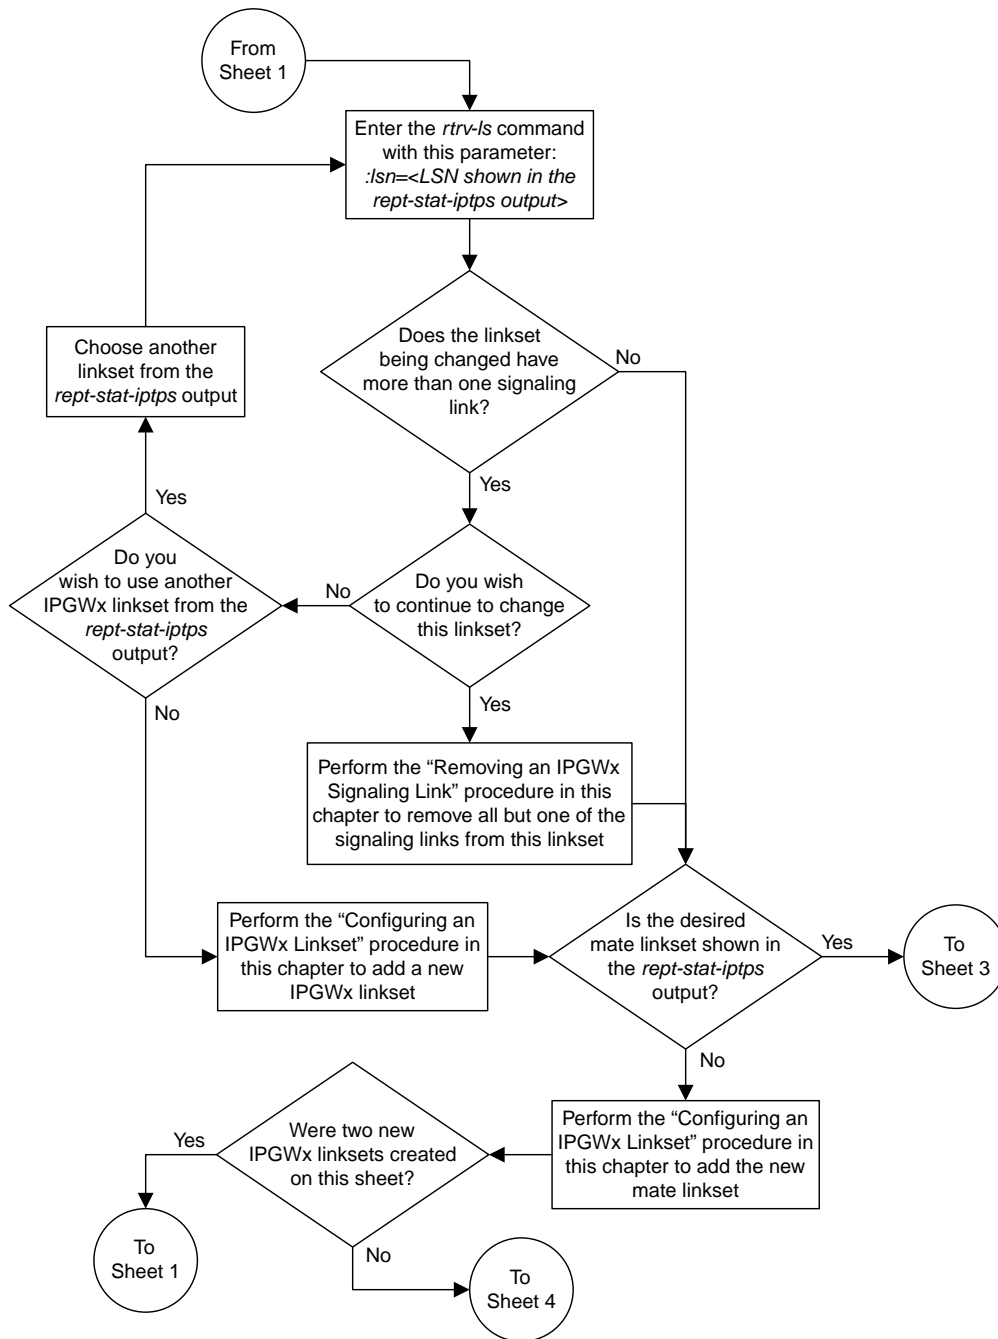 From
Sheet 1
Enter the rtrv-ls command
with this parameter:
:lsn=<LSN shown in the
rept-stat-iptps output>
Does the linkset
being changed have
more than one signaling
link?
No
Yes
Choose another
linkset from the
rept-stat-iptps output
Yes
Do you
wish to use another
IPGWx linkset from the
rept-stat-iptps
output?
No
Do you wish
to continue to change
this linkset?
No
Yes
Perform the “Removing an IPGWx
Signaling Link” procedure in this
chapter to remove all but one of the
signaling links from this linkset
Perform the “Configuring an
IPGWx Linkset” procedure in
this chapter to add a new
IPGWx linkset
Is the desired
mate linkset shown in
the rept-stat-iptps
output?
Yes
To
Sheet 3
No
Perform the “Configuring an
IPGWx Linkset” procedure in
this chapter to add the new
mate linkset
Were two new
IPGWx linksets created
on this sheet?
Yes
To
Sheet 1
No
To
Sheet 4